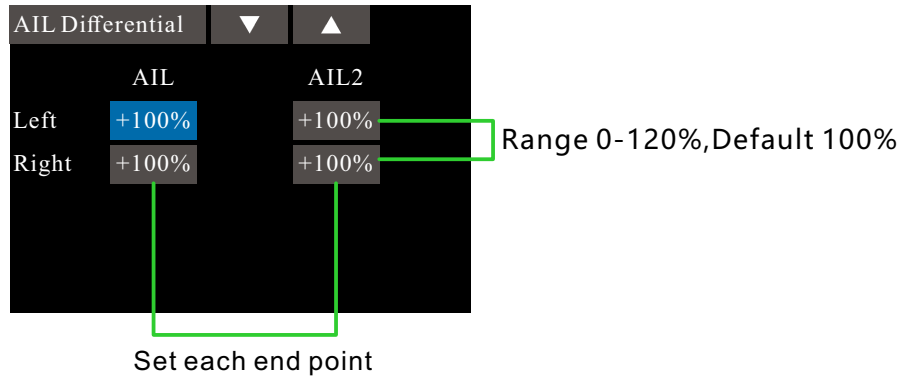 AIL Differential ▼ ▲
AIL AIL2
Left +100% +100%
Range 0-120%,Default 100%
Right +100% +100%
Set each end point